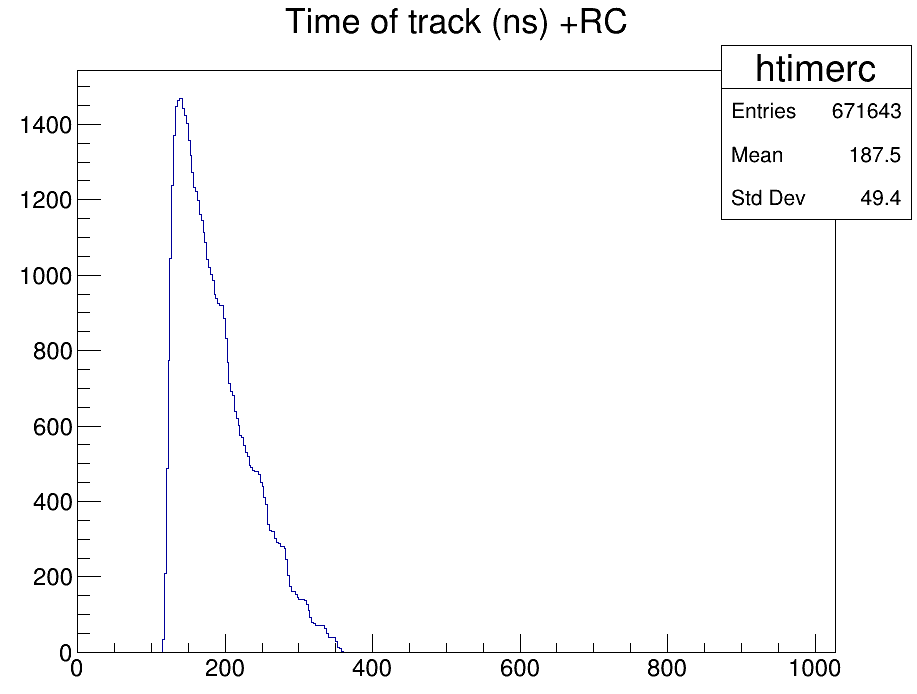 Time of track (ns) +RC
htimerc
Entries 671643
Mean 187.5
Std Dev 49.4
1400
1200
1000
800
600
400
200
0
0 200 400 600 800 1000